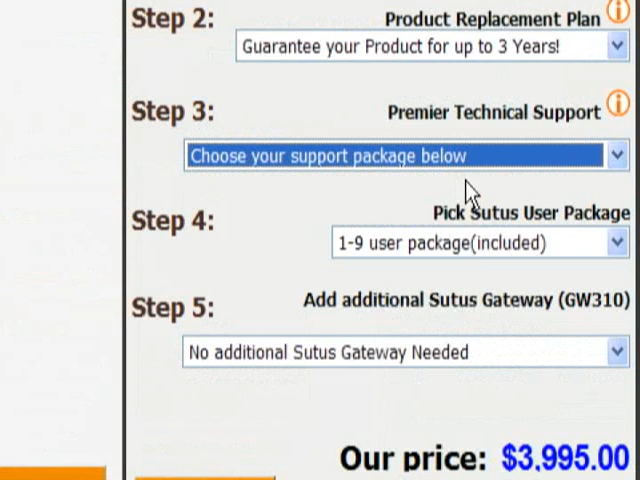 Step 2:
Product Replacement Plan
Guarantee your Product for up to 3 Years!
Step 3:
Premier Technical Support
Choose your support package below
Step 4:
Pick Sutus User Package
1-9 user package(included)
Step 5:
Add additional Sutus Gateway (GW310)
No additional Sutus Gateway Needed
Our price: $3,995.00